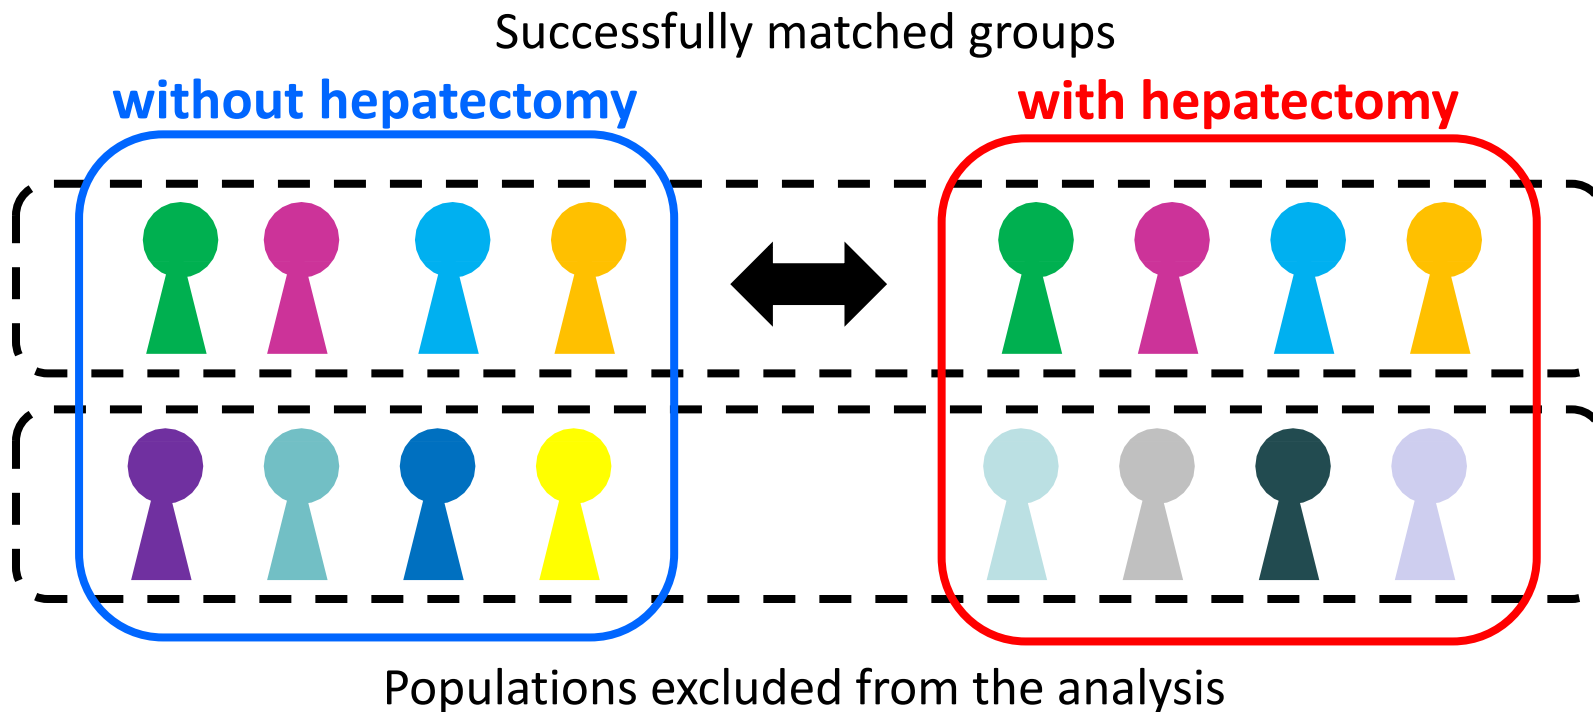 Successfully matched groups
without hepatectomy
with hepatectomy
Populations excluded from the analysis